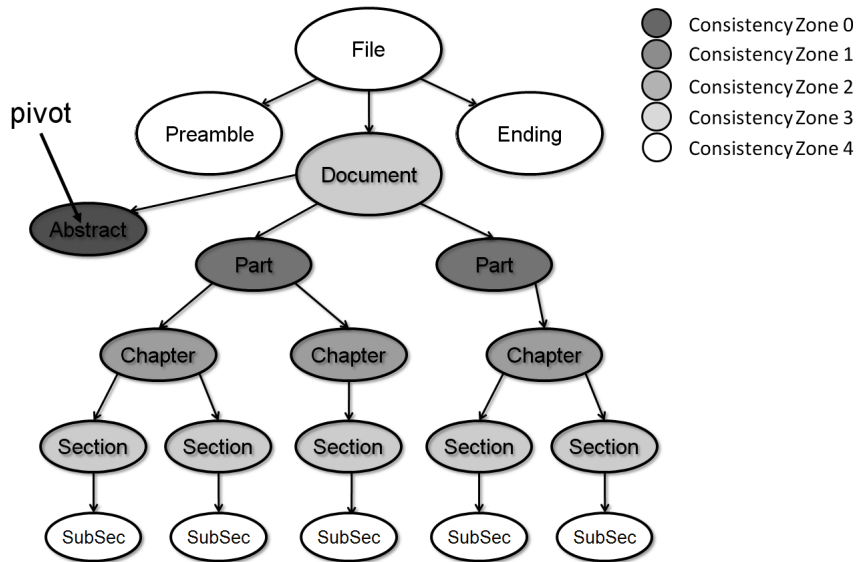 File
Consistency Zone 0
Consistency Zone 1
Consistency Zone 2
Consistency Zone 3
Consistency Zone 4
pivot
Preamble
Ending
Document
Abstract
Part
Part
Chapter
Chapter
Chapter
Section
Section
Section
Section
Section
SubSec
SubSec
SubSec
SubSec
SubSec